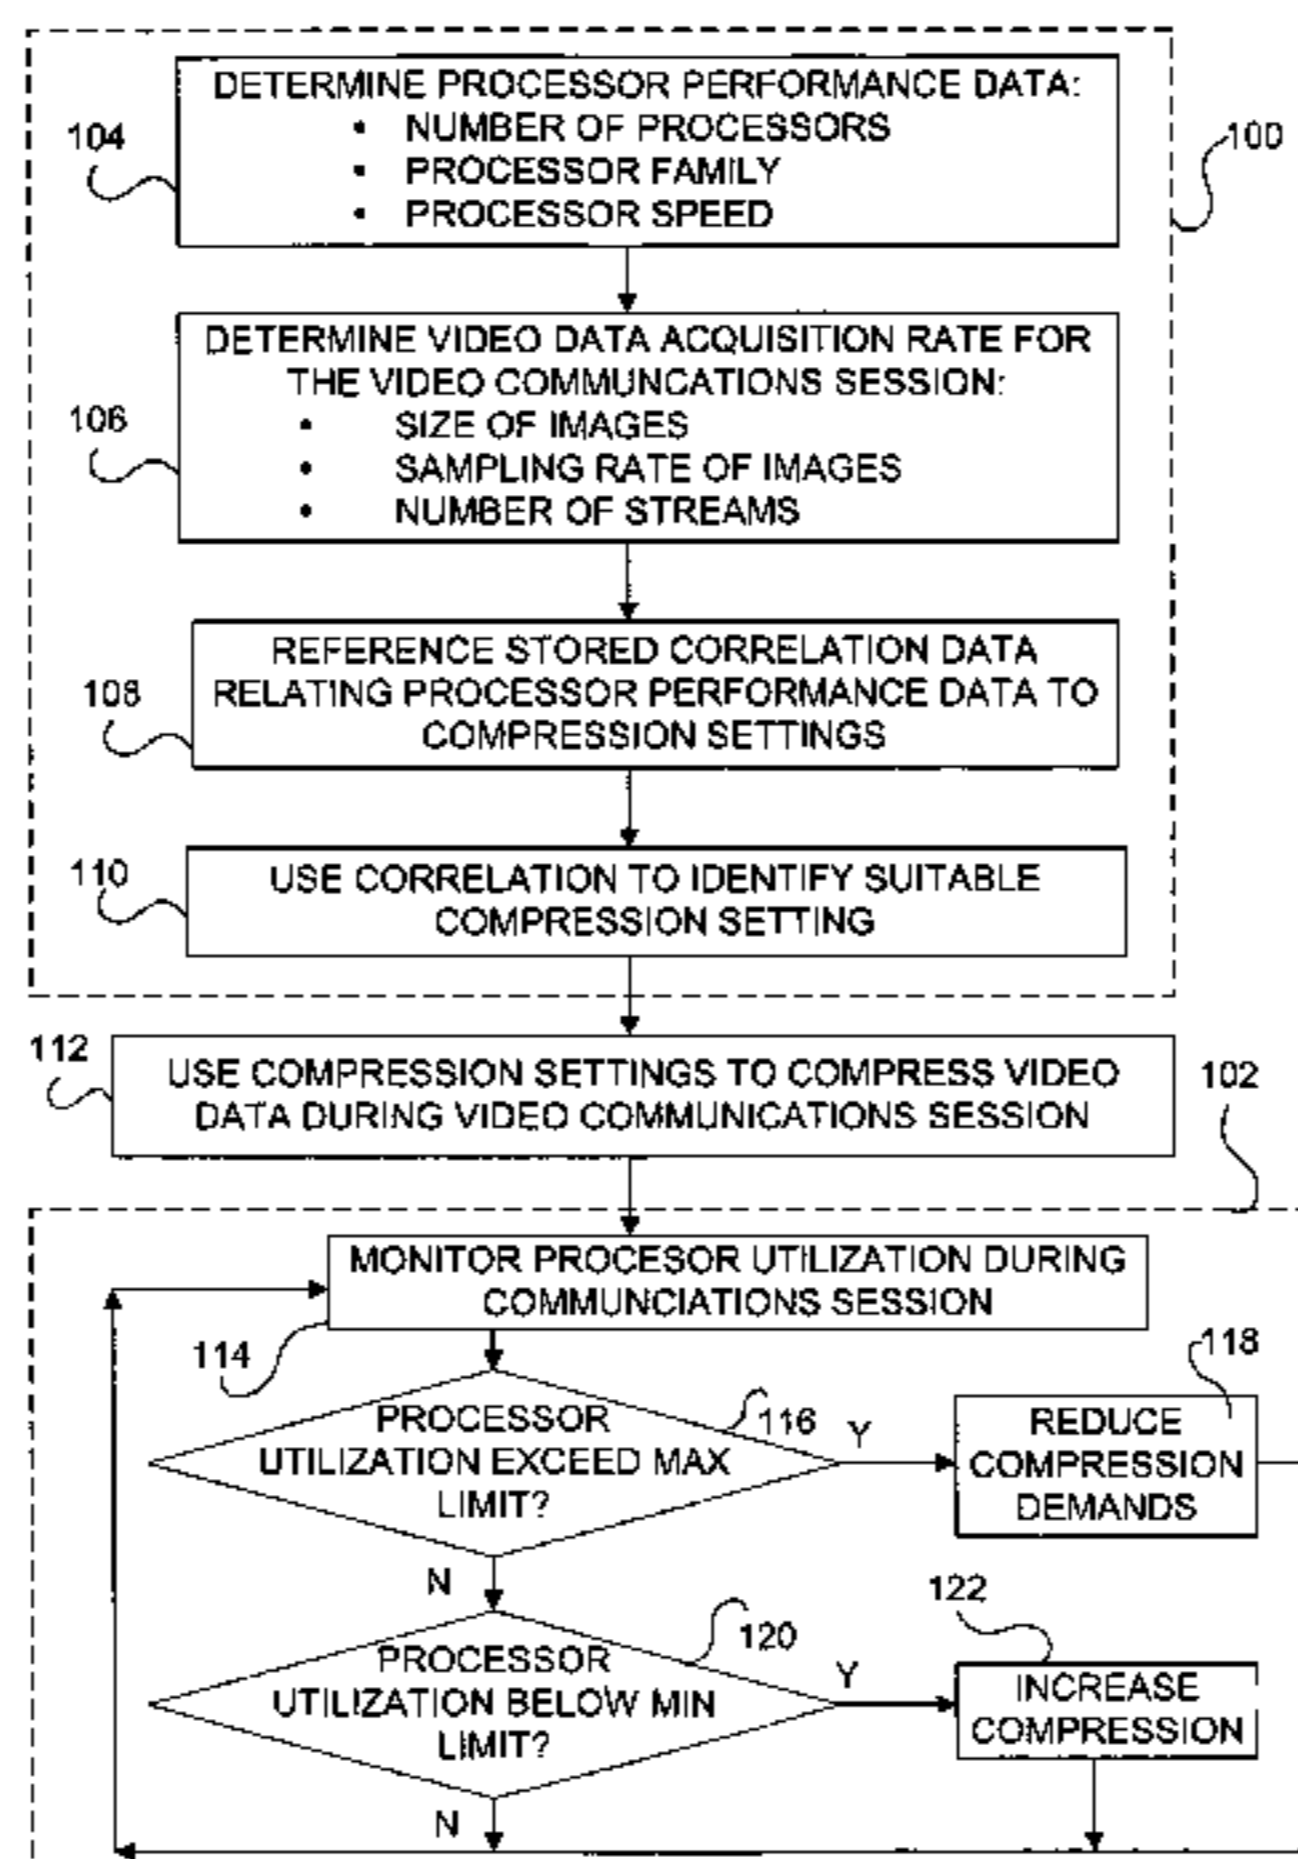 DETERMINE PROCESSOR PERFORMANCE DATA:
• NUMBER OF PROCESSORS
• PROCESSOR FAMILY
• PROCESSOR SPEED
104
100
DETERMINE VIDEO DATA ACQUISITION RATE FOR
THE VIDEO COMMUNCATIONS SESSION:
• SIZE OF IMAGES
• SAMPLING RATE OF IMAGES
• NUMBER OF STREAMS
106
REFERENCE STORED CORRELATION DATA
RELATING PROCESSOR PERFORMANCE DATA TO
COMPRESSION SETTINGS
108
USE CORRELATION TO IDENTIFY SUITABLE
COMPRESSION SETTING
110
112
USE COMPRESSION SETTINGS TO COMPRESS VIDEO
DATA DURING VIDEO COMMUNICATIONS SESSION
102
MONITOR PROCESOR UTILIZATION DURING
COMMUNCIATIONS SESSION
114
PROCESSOR
UTILIZATION EXCEED MAX
LIMIT?
116
Y
118
REDUCE
COMPRESSION
DEMANDS
N
PROCESSOR
UTILIZATION BELOW MIN
LIMIT?
120
Y
122
INCREASE
COMPRESSION
N